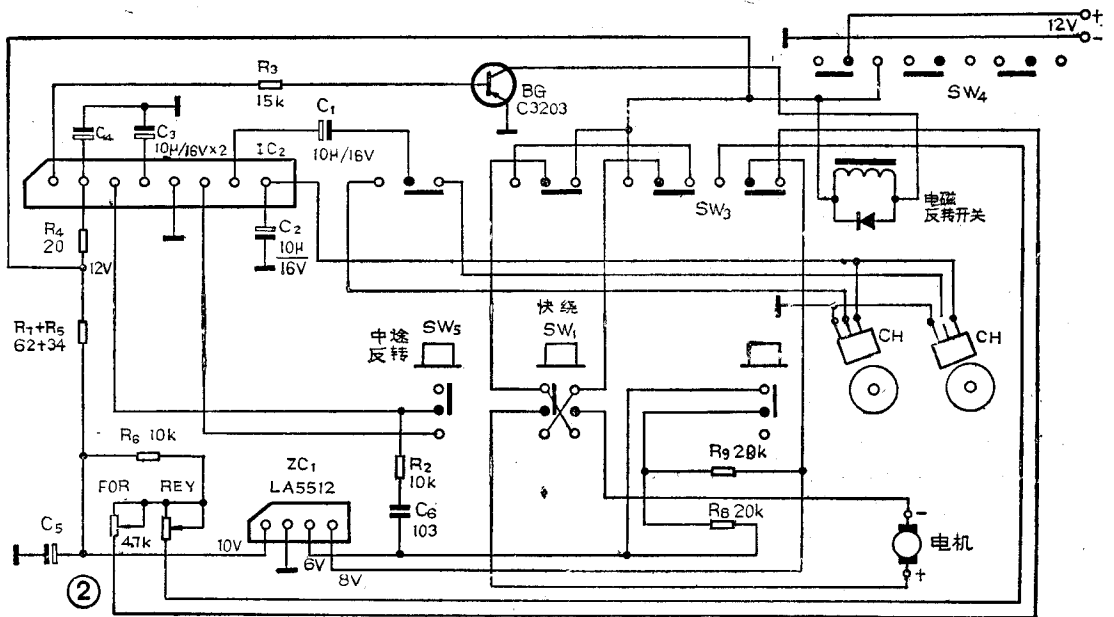 +
12V
-
R3
15k
BG
C3203
SW4
C4
C3
10μ/16V×2
C1
10μ/16V
IC2
SW3
电磁
反转开关
R4
20
12V
C2
10μ
16V
R7+R5
62+34
中途
反转
SW5
快绕
SW1
CH
CH
R6 10k
FOR
REY
4.7k
C5
10V
ZC1
LA5512
6V
8V
R2
10k
C6
103
R9 20k
R8 20k
-
电机
+
②